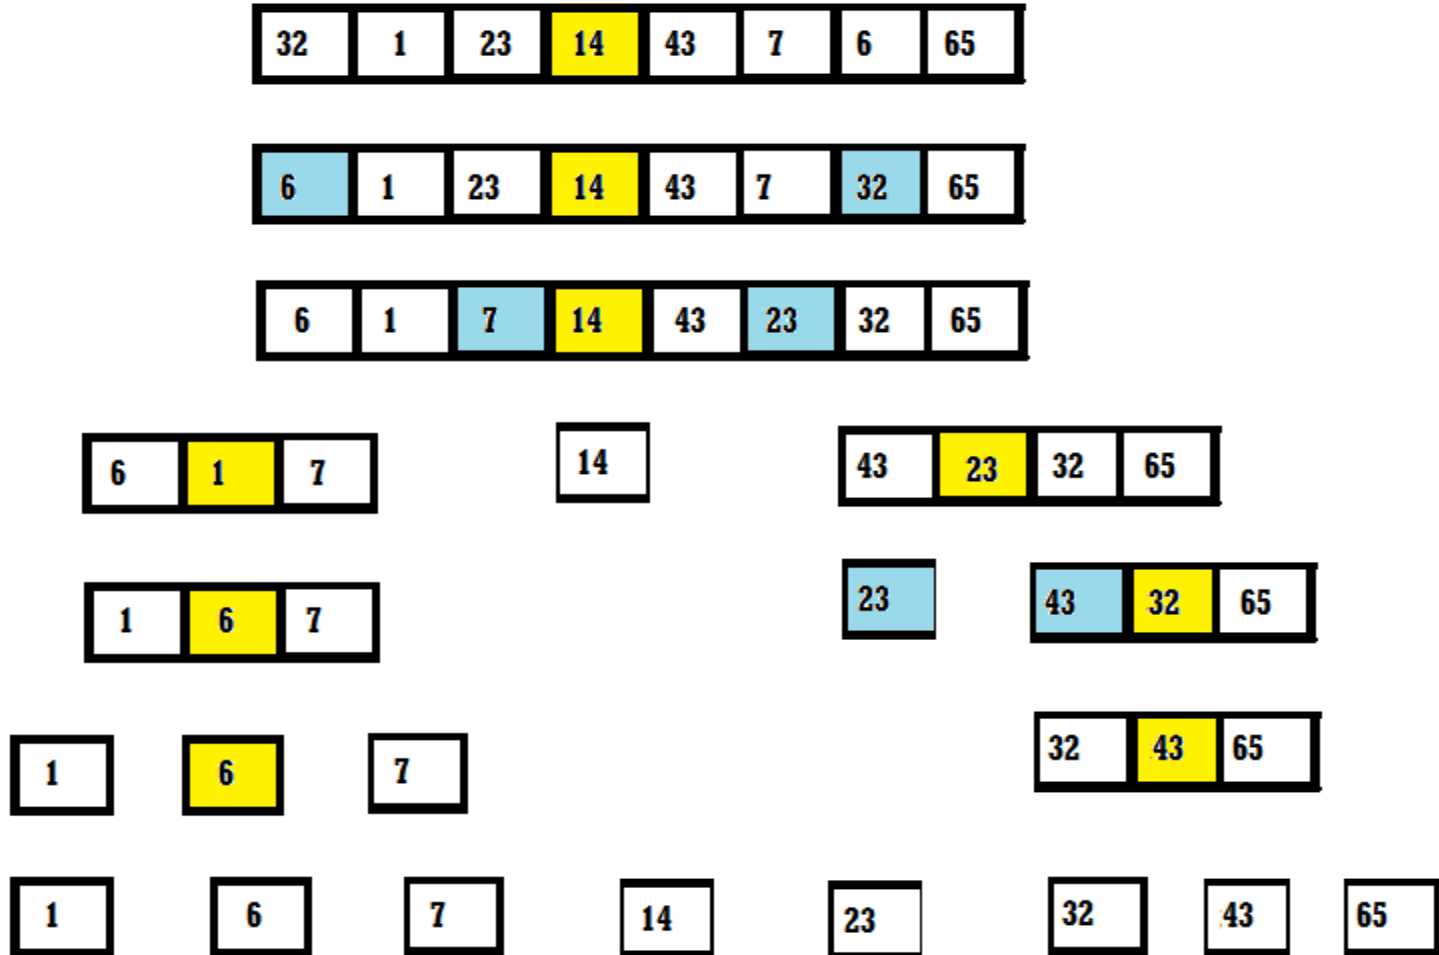 32 1 23 14 43 7 6 65
6 1 23 14 43 7 32 65
6 1 7 14 43 23 32 65
6 1 7 14 43 23 32 65
1 6 7 23 43 32 65
1 6 7 32 43 65
1 6 7 14 23 32 43 65